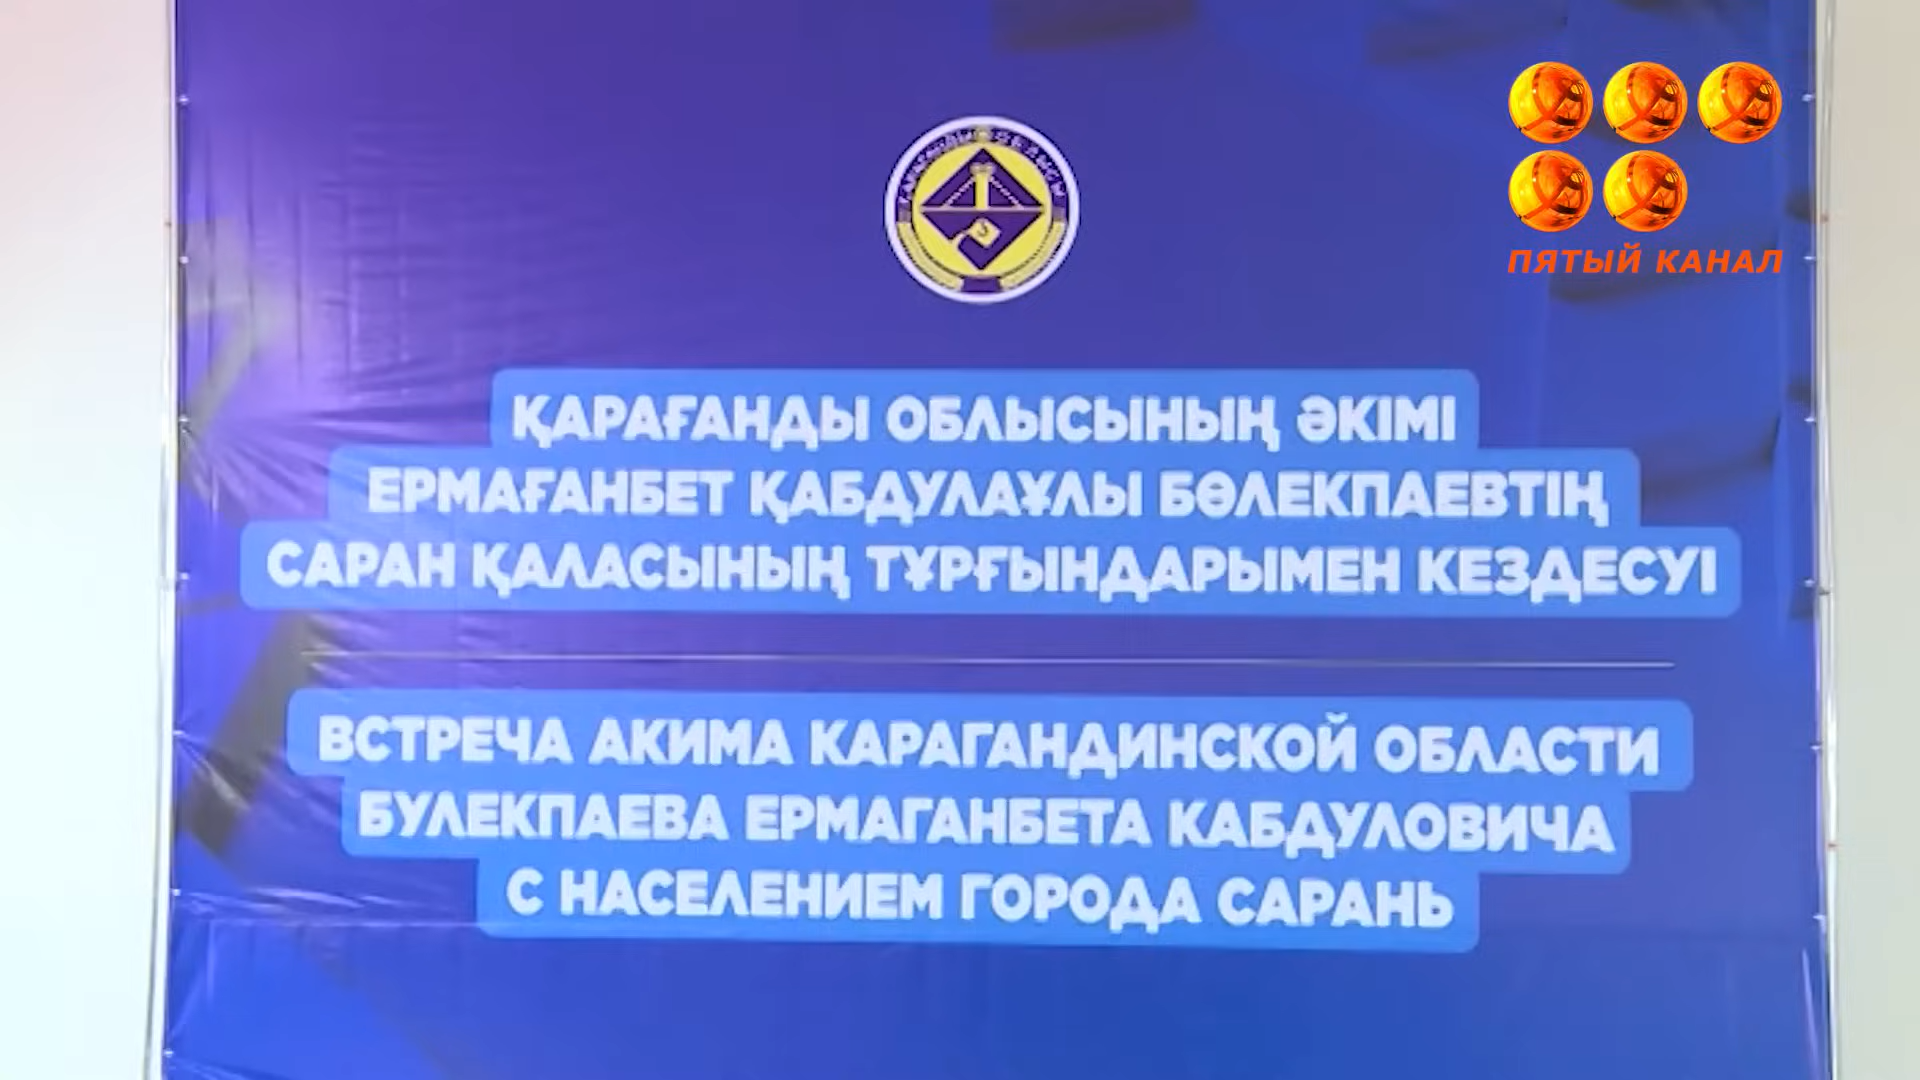 ПЯТЫЙ КАНАЛ
ҚАРАҒАНДЫ ОБЛЫСЫНЫҢ ӘКІМІ
ЕРМАҒАНБЕТ ҚАБДУЛАҰЛЫ БӨЛЕКПАЕВТІҢ
САРАН ҚАЛАСЫНЫҢ ТҰРҒЫНДАРЫМЕН КЕЗДЕСУІ
ВСТРЕЧА АКИМА КАРАГАНДИНСКОЙ ОБЛАСТИ
БУЛЕКПАЕВА ЕРМАГАНБЕТА КАБДУЛОВИЧА
С НАСЕЛЕНИЕМ ГОРОДА САРАНЬ